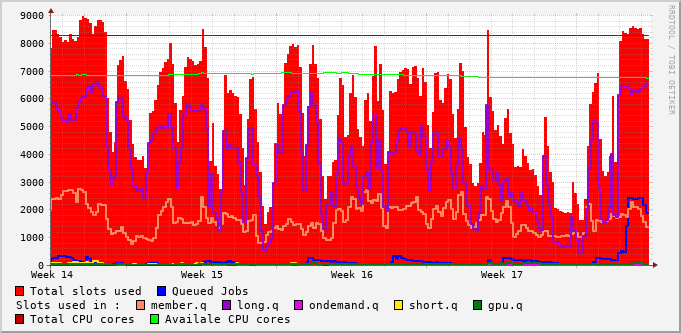 9000
8000
7000
6000
5000
4000
3000
2000
1000
0
Week 14 Week 15 Week 16 Week 17
RRDTOOL / TOBI OETIKER
Total slots used Queued Jobs
Slots used in : member.q long.q ondemand.q short.q gpu.q
Total CPU cores Availale CPU cores